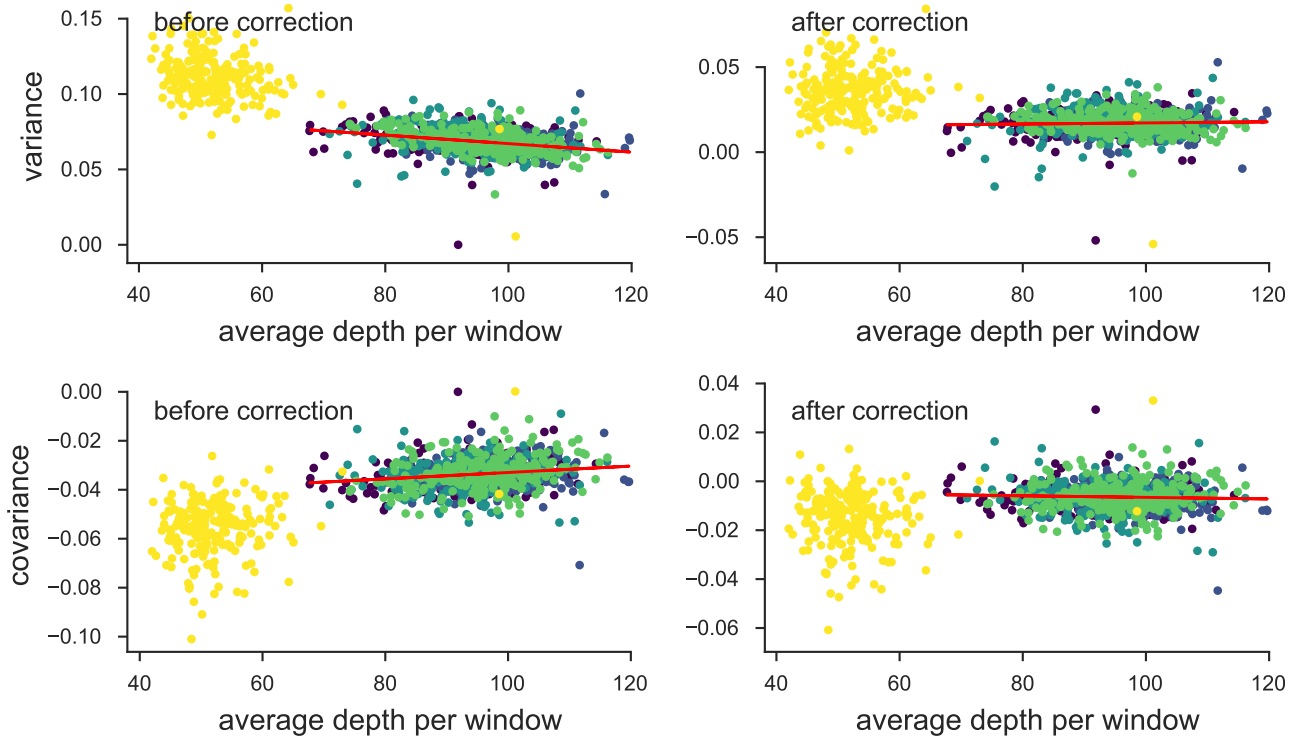 before correction
0.15
0.10
0.05
0.00
variance
40 60 80 100 120
average depth per window
after correction
0.05
0.00
−0.05
40 60 80 100 120
average depth per window
before correction
0.00
−0.02
−0.04
−0.06
−0.08
−0.10
covariance
40 60 80 100 120
average depth per window
after correction
0.04
0.02
0.00
−0.02
−0.04
−0.06
40 60 80 100 120
average depth per window